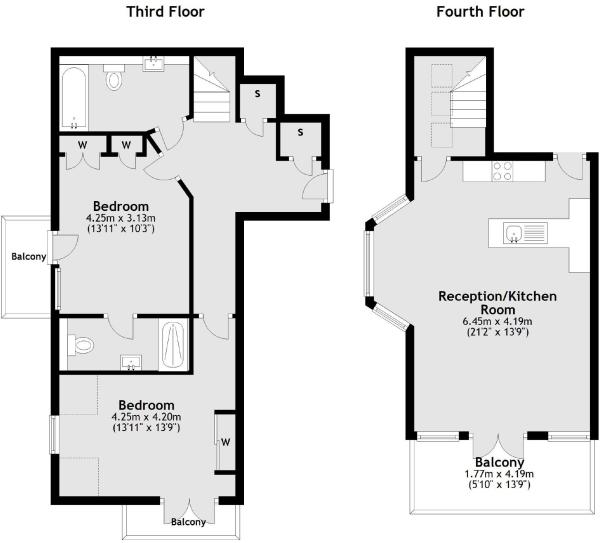 Third Floor
Fourth Floor
S
S
W
W
Bedroom
4.25m x 3.13m
(13'11" x 10'3")
Balcony
Bedroom
4.25m x 4.20m
(13'11" x 13'9")
W
Balcony
Reception/Kitchen
Room
6.45m x 4.19m
(21'2" x 13'9")
Balcony
1.77m x 4.19m
(5'10" x 13'9")